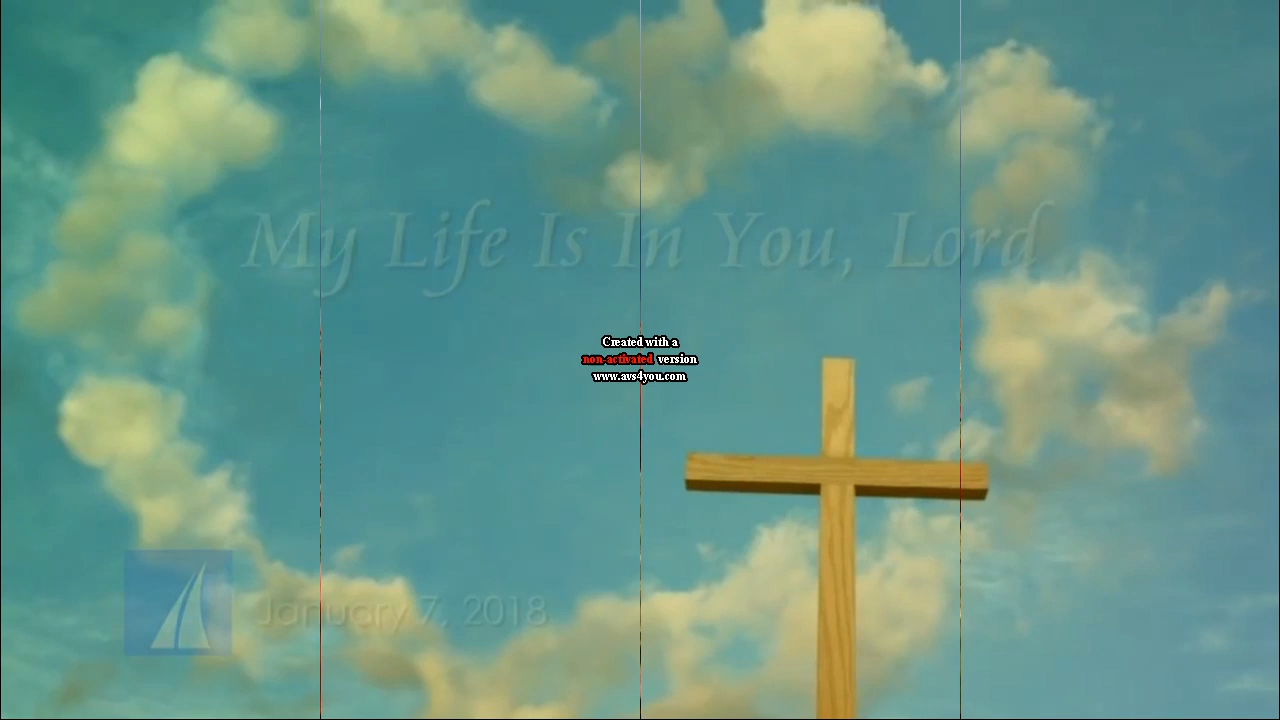 My Life Is In You, Lord
Created with a
non-activated version
www.avs4you.com
January 7, 2018